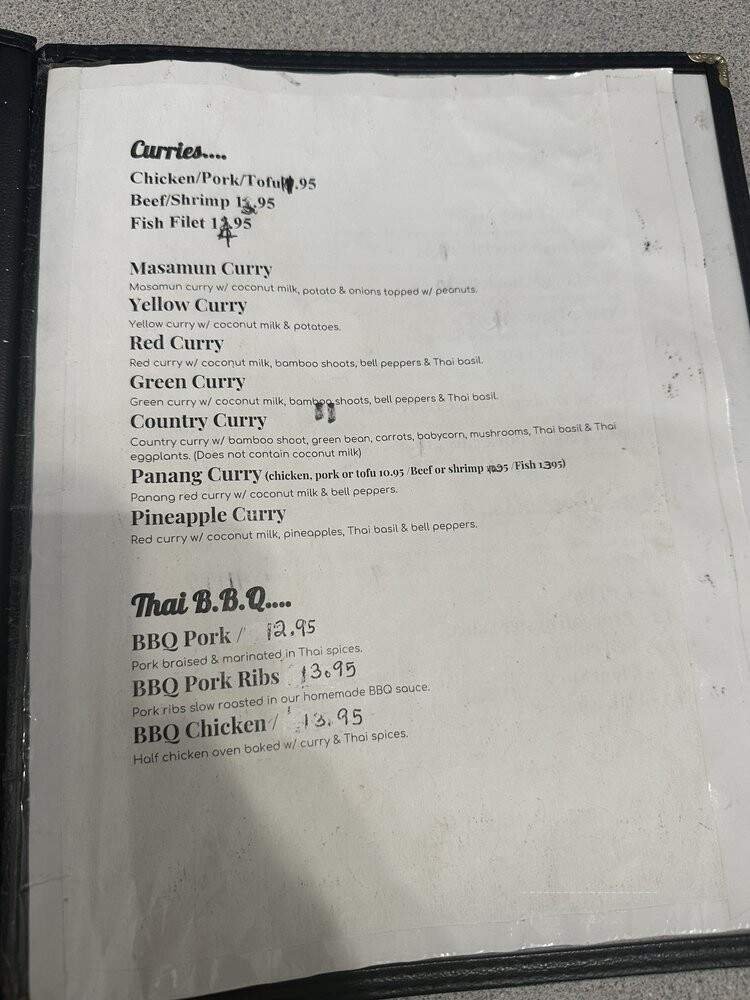 Curries....
Chicken/Pork/Tofu .95
Beef/Shrimp 13.95
Fish Filet 14.95
Masamun Curry
Masamun curry w/ coconut milk, potato & onions topped w/ peanuts.
Yellow Curry
Yellow curry w/ coconut milk & potatoes.
Red Curry
Red curry w/ coconut milk, bamboo shoots, bell peppers & Thai basil.
Green Curry
Green curry w/ coconut milk, bamboo shoots, bell peppers & Thai basil.
Country Curry
Country curry w/ bamboo shoot, green bean, carrots, babycorn, mushrooms, Thai basil & Thai
eggplants. (Does not contain coconut milk)
Panang Curry (chicken, pork or tofu 10.95 /Beef or shrimp /Fish 1395)
Panang red curry w/ coconut milk & bell peppers.
Pineapple Curry
Red curry w/ coconut milk, pineapples, Thai basil & bell peppers.
Thai B.B.Q....
BBQ Pork / 12.95
Pork braised & marinated in Thai spices.
BBQ Pork Ribs 13.95
Pork ribs slow roasted in our homemade BBQ sauce.
BBQ Chicken / 13.95
Half chicken oven baked w/ curry & Thai spices.